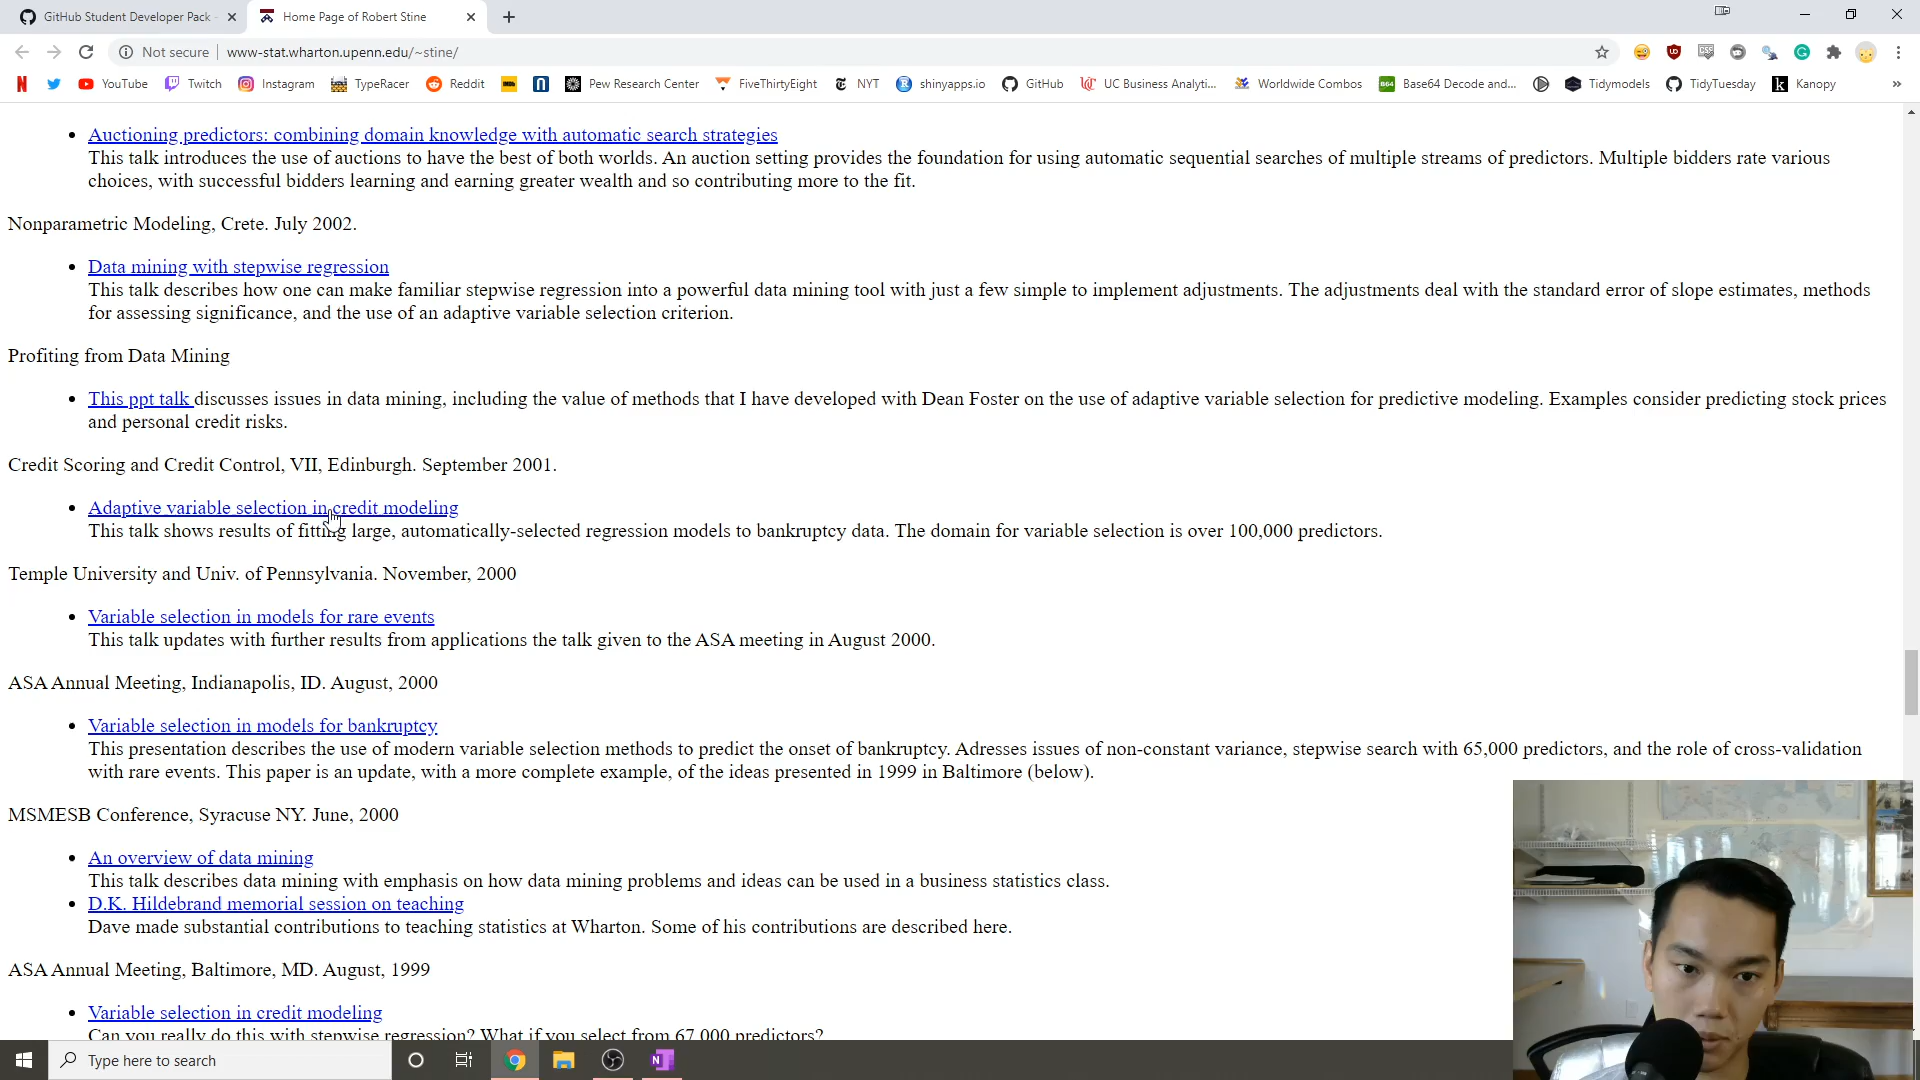 GitHub Student Developer Pack
Home Page of Robert Stine
Not secure | www-stat.wharton.upenn.edu/~stine/
YouTube Twitch Instagram TypeRacer Reddit Pew Research Center FiveThirtyEight NYT shinyapps.io GitHub UC Business Analyti... Worldwide Combos Base64 Decode and... Tidymodels TidyTuesday Kanopy »
Auctioning predictors: combining domain knowledge with automatic search strategies
This talk introduces the use of auctions to have the best of both worlds. An auction setting provides the foundation for using automatic sequential searches of multiple streams of predictors. Multiple bidders rate various
choices, with successful bidders learning and earning greater wealth and so contributing more to the fit.
Nonparametric Modeling, Crete. July 2002.
Data mining with stepwise regression
This talk describes how one can make familiar stepwise regression into a powerful data mining tool with just a few simple to implement adjustments. The adjustments deal with the standard error of slope estimates, methods
for assessing significance, and the use of an adaptive variable selection criterion.
Profiting from Data Mining
This ppt talk discusses issues in data mining, including the value of methods that I have developed with Dean Foster on the use of adaptive variable selection for predictive modeling. Examples consider predicting stock prices
and personal credit risks.
Credit Scoring and Credit Control, VII, Edinburgh. September 2001.
Adaptive variable selection in credit modeling
This talk shows results of fitting large, automatically-selected regression models to bankruptcy data. The domain for variable selection is over 100,000 predictors.
Temple University and Univ. of Pennsylvania. November, 2000
Variable selection in models for rare events
This talk updates with further results from applications the talk given to the ASA meeting in August 2000.
ASA Annual Meeting, Indianapolis, ID. August, 2000
Variable selection in models for bankruptcy
This presentation describes the use of modern variable selection methods to predict the onset of bankruptcy. Adresses issues of non-constant variance, stepwise search with 65,000 predictors, and the role of cross-validation
with rare events. This paper is an update, with a more complete example, of the ideas presented in 1999 in Baltimore (below).
MSMESB Conference, Syracuse NY. June, 2000
An overview of data mining
This talk describes data mining with emphasis on how data mining problems and ideas can be used in a business statistics class.
D.K. Hildebrand memorial session on teaching
Dave made substantial contributions to teaching statistics at Wharton. Some of his contributions are described here.
ASA Annual Meeting, Baltimore, MD. August, 1999
Variable selection in credit modeling
Can you really do this with stepwise regression? What if you select from 67,000 predictors?
Type here to search